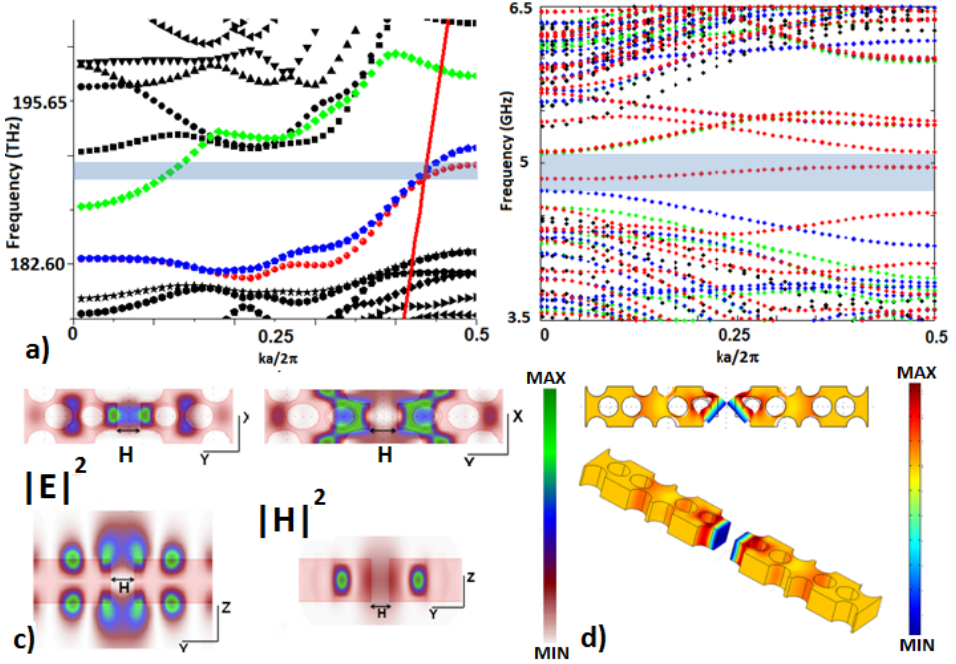 195.65
182.60
Frequency (THz)
0
0.25
0.5
ka/2π
a)
6.5
5
3.5
Frequency (GHz)
0
0.25
0.5
ka/2π
H
Y
X
H
Y
X
|E|²
|H|²
H
Y
Z
c)
H
Y
Z
MAX
MIN
MAX
MIN
d)